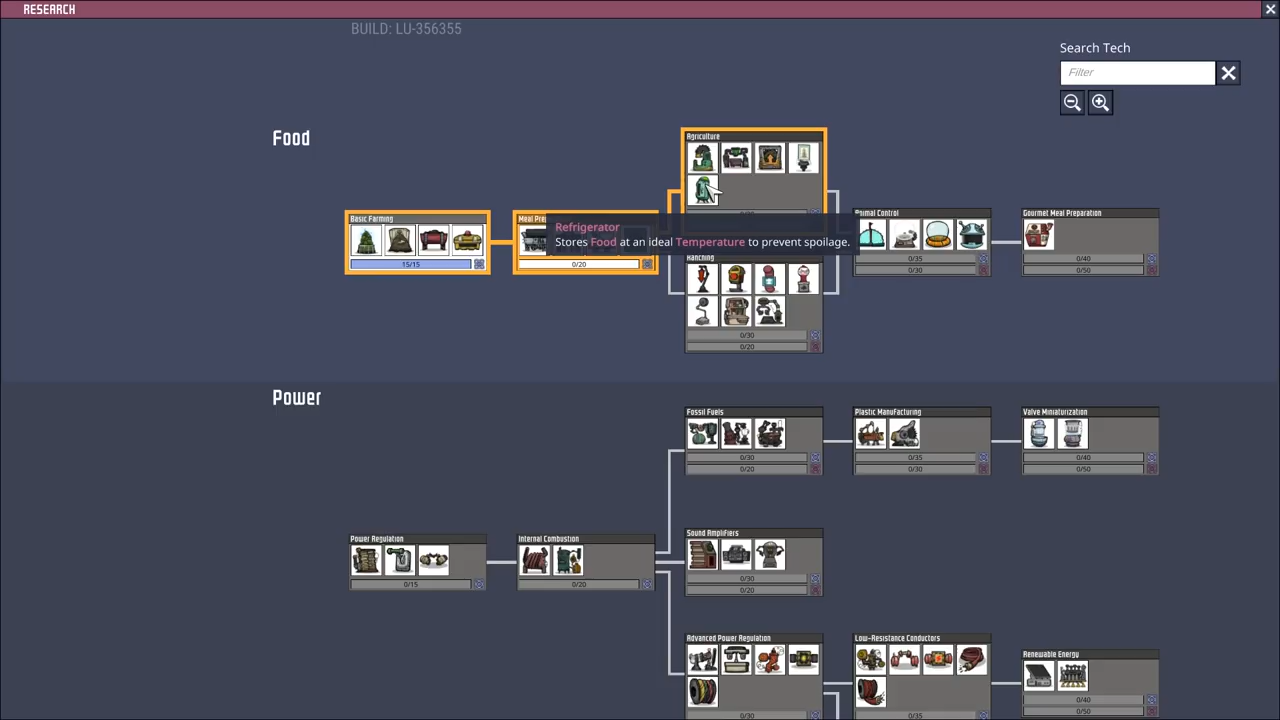 RESEARCH
BUILD: LU-356355
Search Tech
Filter
Food
Agriculture
Basic Farming
15/15
Meal Pre
0/20
Refrigerator
Stores Food at an ideal Temperature to prevent spoilage.
Animal Control
0/35
0/30
Gourmet Meal Preparation
0/40
0/50
Ranching
0/30
0/20
Power
Fossil Fuels
0/30
0/20
Plastic Manufacturing
0/35
0/30
Valve Miniaturization
0/40
0/50
Power Regulation
0/15
Internal Combustion
0/20
Sound Amplifiers
0/30
0/20
Advanced Power Regulation
0/30
Low-Resistance Conductors
0/35
Renewable Energy
0/40
0/50